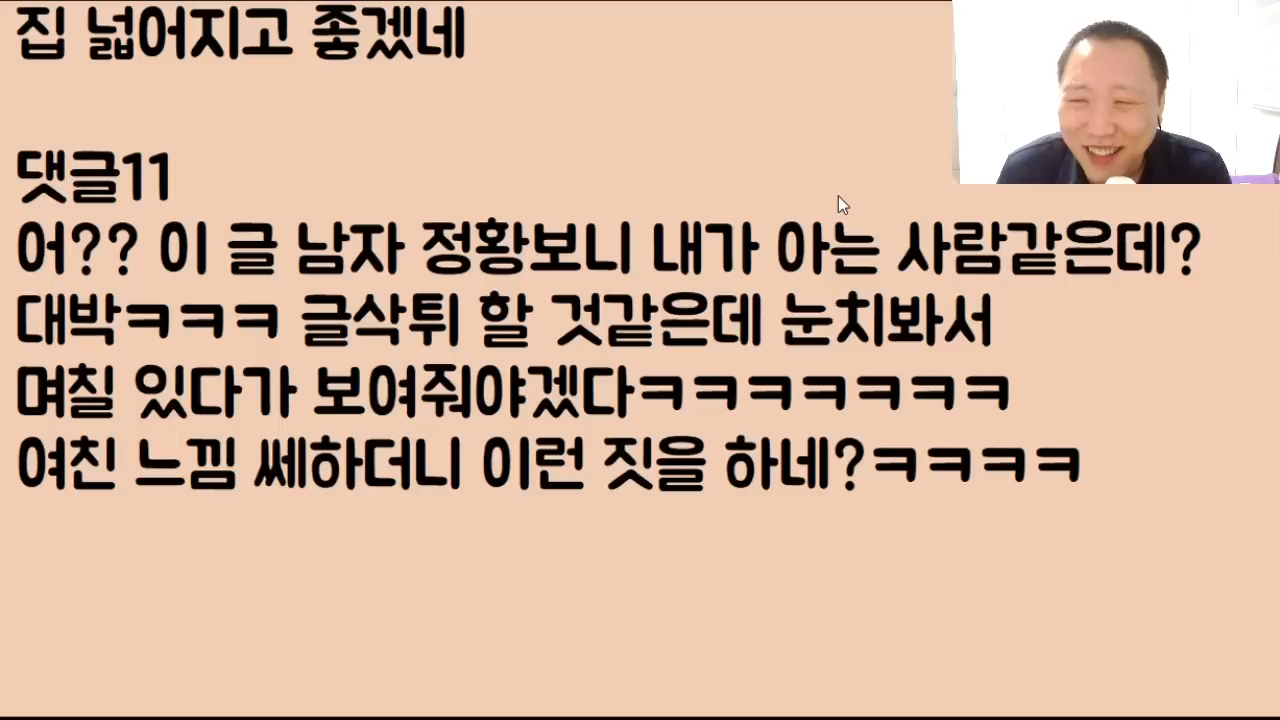 집 넓어지고 좋겠네
댓글11
어?? 이 글 남자 정황보니 내가 아는 사람같은데?
대박ㅋㅋㅋ 글삭튀 할 것같은데 눈치봐서
며칠 있다가 보여줘야겠다ㅋㅋㅋㅋㅋㅋㅋ
여친 느낌 쎄하더니 이런 짓을 하네?ㅋㅋㅋㅋ